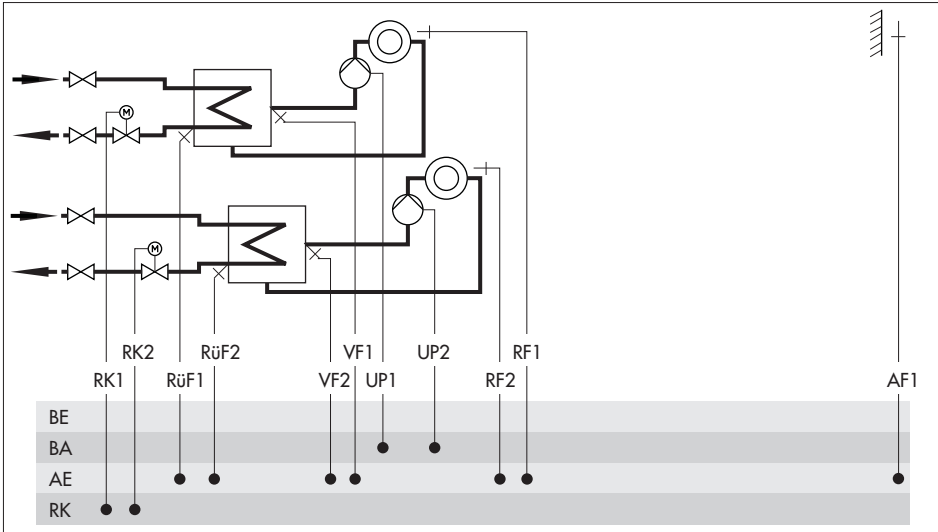 M
M
RK2 RüF2 VF1 UP2 RF1
RK1 RüF1 VF2 UP1 RF2 AF1
BE
BA
AE
RK